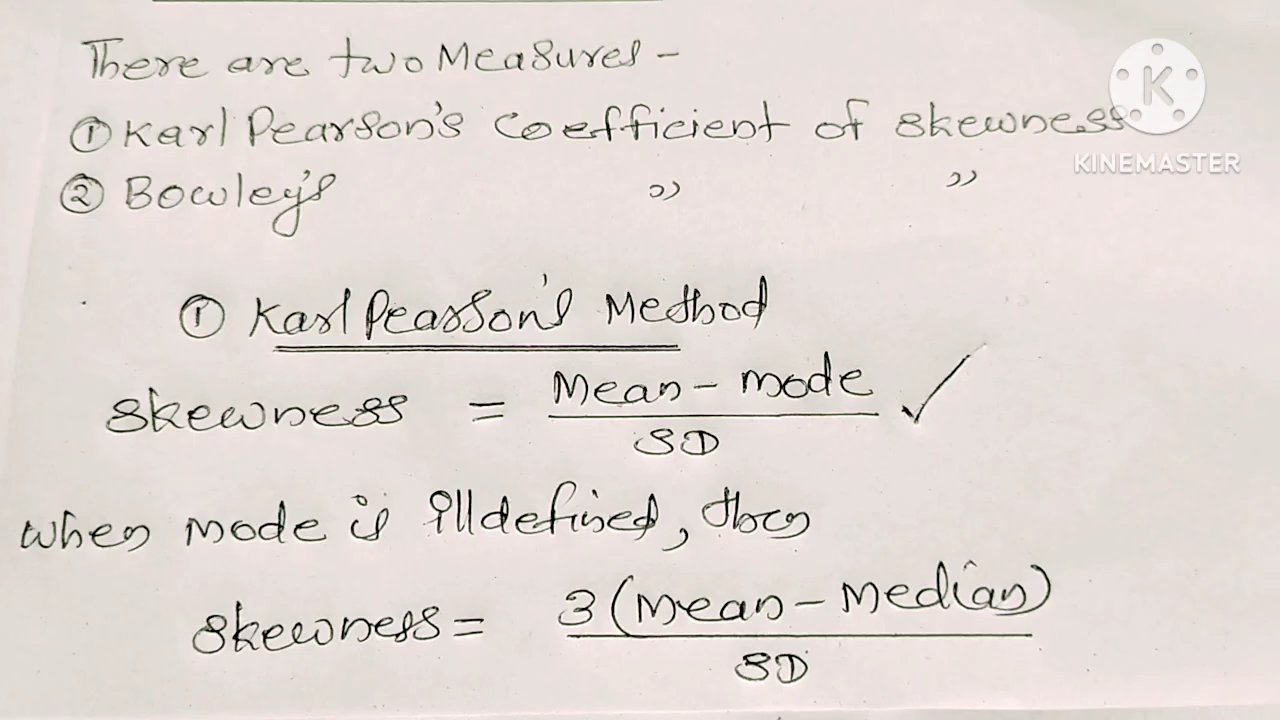 There are two Measures -
① Karl Pearson's Coefficient of skewness
② Bowley's " "
K
KINEMASTER
① Karl Pearson's Method
skewness = Mean - mode / SD ✓
when mode is illdefined, then
skewness = 3 (Mean - Median) / SD